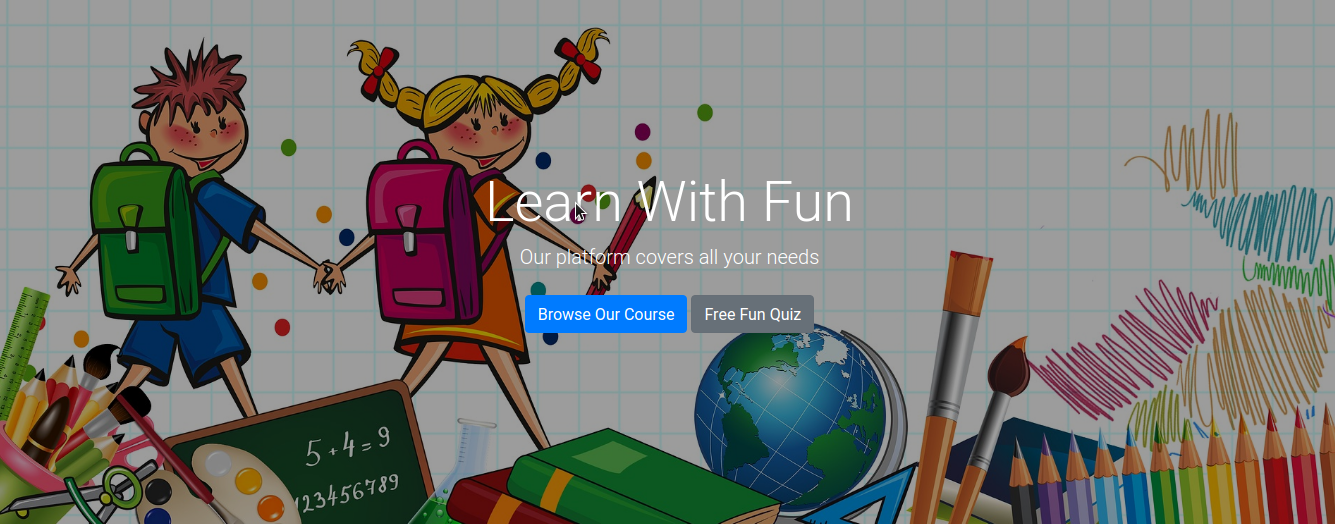 Learn With Fun
Our platform covers all your needs
Browse Our Course
Free Fun Quiz
5+4=9
123456789